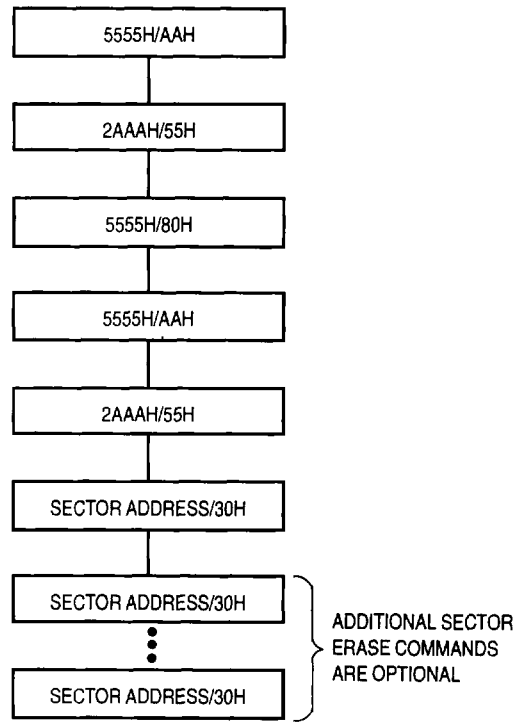 5555H/AAH
2AAAH/55H
5555H/80H
5555H/AAH
2AAAH/55H
SECTOR ADDRESS/30H
SECTOR ADDRESS/30H
SECTOR ADDRESS/30H
ADDITIONAL SECTOR
ERASE COMMANDS
ARE OPTIONAL